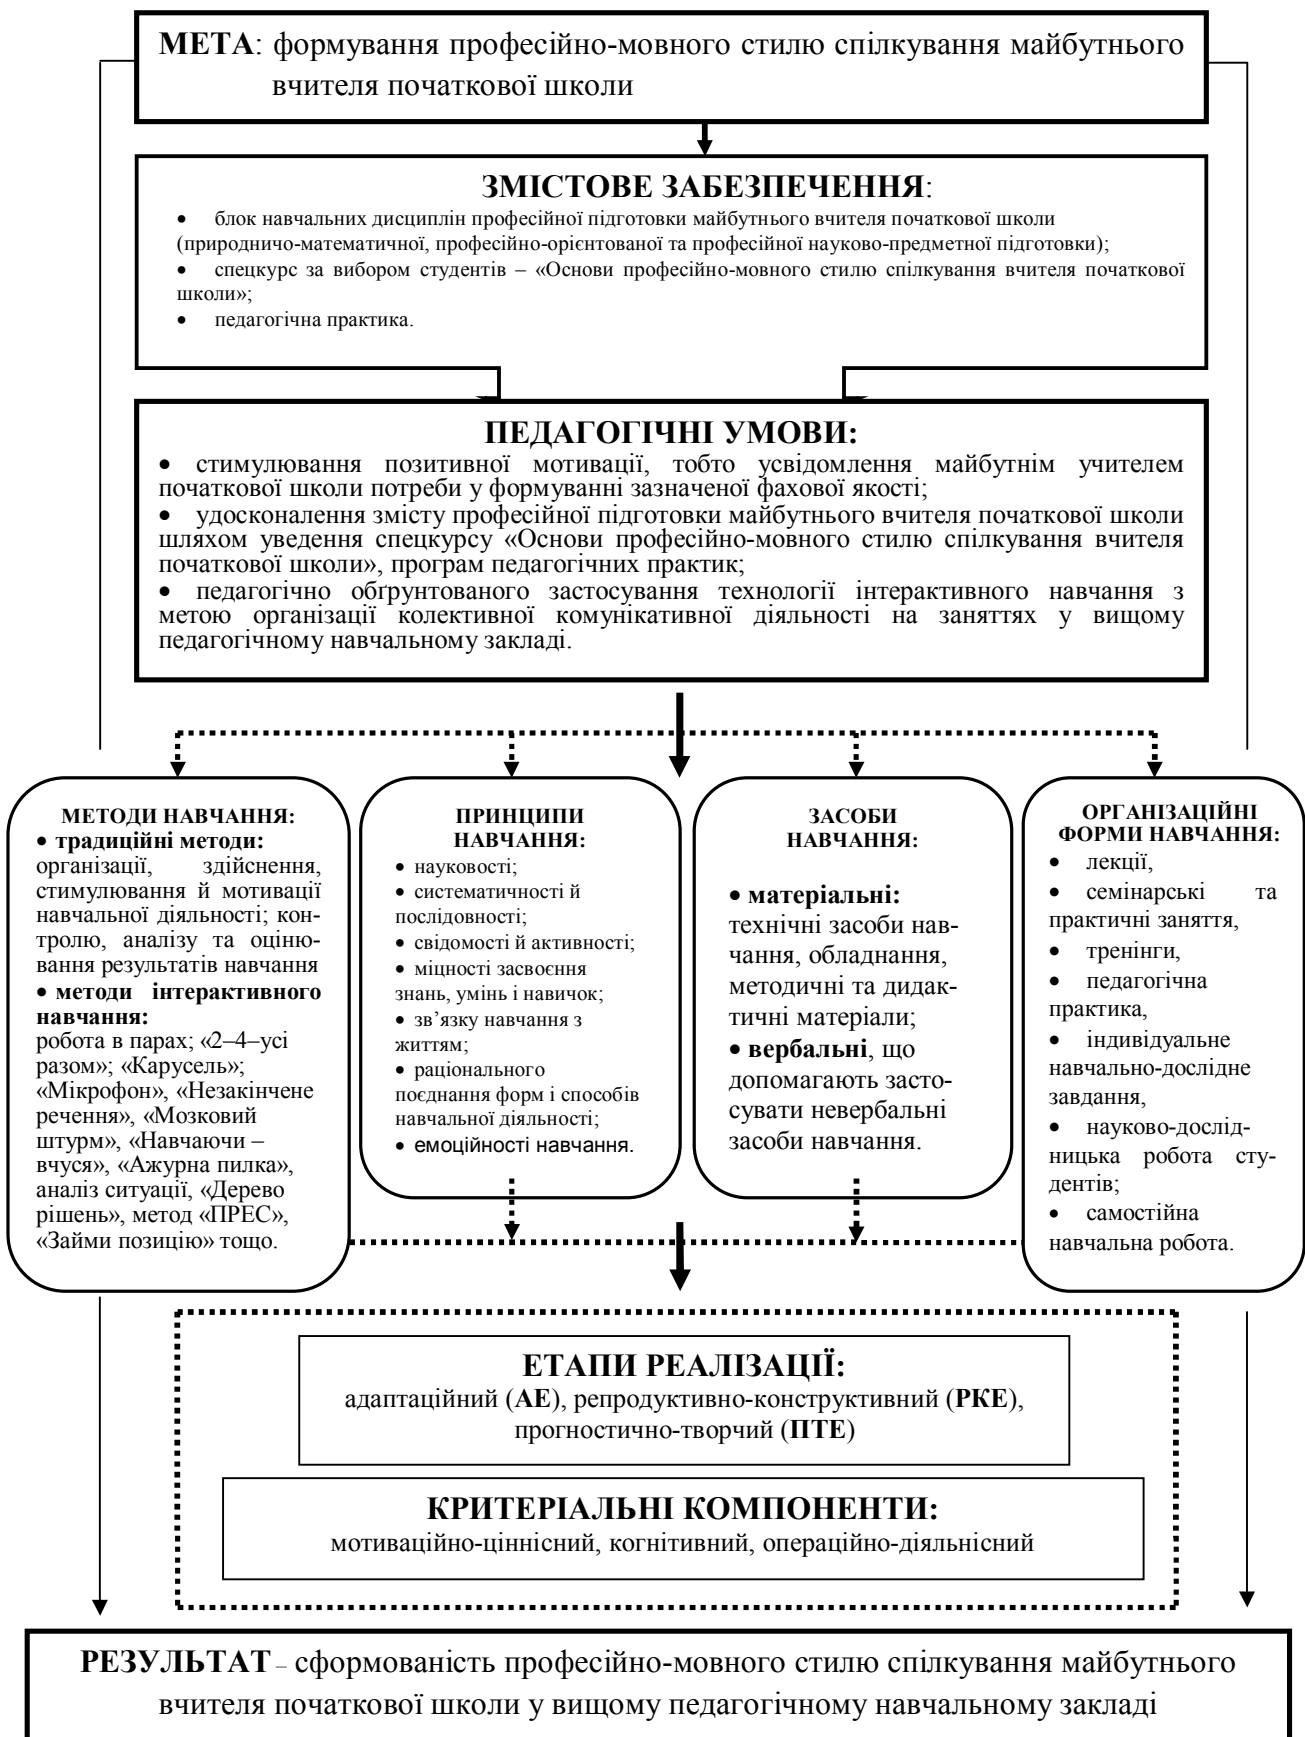 МЕТА: формування професійно-мовного стилю спілкування майбутнього
вчителя початкової школи
ЗМІСТОВЕ ЗАБЕЗПЕЧЕННЯ:
• блок навчальних дисциплін професійної підготовки майбутнього вчителя початкової школи
(природничо-математичної, професійно-орієнтованої та професійної науково-предметної підготовки);
• спецкурс за вибором студентів – «Основи професійно-мовного стилю спілкування вчителя початкової
школи»;
• педагогічна практика.
ПЕДАГОГІЧНІ УМОВИ:
• стимулювання позитивної мотивації, тобто усвідомлення майбутнім учителем
початкової школи потреби у формуванні зазначеної фахової якості;
• удосконалення змісту професійної підготовки майбутнього вчителя початкової школи
шляхом уведення спецкурсу «Основи професійно-мовного стилю спілкування вчителя
початкової школи», програм педагогічних практик;
• педагогічно обґрунтованого застосування технології інтерактивного навчання з
метою організації колективної комунікативної діяльності на заняттях у вищому
педагогічному навчальному закладі.
МЕТОДИ НАВЧАННЯ:
• традиційні методи:
організації, здійснення,
стимулювання й мотивації
навчальної діяльності; кон-
тролю, аналізу та оціню-
вання результатів навчання
• методи інтерактивного
навчання:
робота в парах; «2–4–усі
разом»; «Карусель»;
«Мікрофон», «Незакінчене
речення», «Мозковий
штурм», «Навчаючи –
вчуся», «Ажурна пилка»,
аналіз ситуації, «Дерево
рішень», метод «ПРЕС»,
«Займи позицію» тощо.
ПРИНЦИПИ
НАВЧАННЯ:
• науковості;
• систематичності й
послідовності;
• свідомості й активності;
• міцності засвоєння
знань, умінь і навичок;
• зв’язку навчання з
життям;
• раціонального
поєднання форм і способів
навчальної діяльності;
• емоційності навчання.
ЗАСОБИ
НАВЧАННЯ:
• матеріальні:
технічні засоби нав-
чання, обладнання,
методичні та дидак-
тичні матеріали;
• вербальні, що
допомагають засто-
сувати невербальні
засоби навчання.
ОРГАНІЗАЦІЙНІ
ФОРМИ НАВЧАННЯ:
• лекції,
• семінарські та
практичні заняття,
• тренінги,
• педагогічна
практика,
• індивідуальне
навчально-дослідне
завдання,
• науково-дослід-
ницька робота сту-
дентів;
• самостійна
навчальна робота.
ЕТАПИ РЕАЛІЗАЦІЇ:
адаптаційний (АЕ), репродуктивно-конструктивний (РКЕ),
прогностично-творчий (ПТЕ)
КРИТЕРІАЛЬНІ КОМПОНЕНТИ:
мотиваційно-ціннісний, когнітивний, операційно-діяльнісний
РЕЗУЛЬТАТ – сформованість професійно-мовного стилю спілкування майбутнього
вчителя початкової школи у вищому педагогічному навчальному закладі